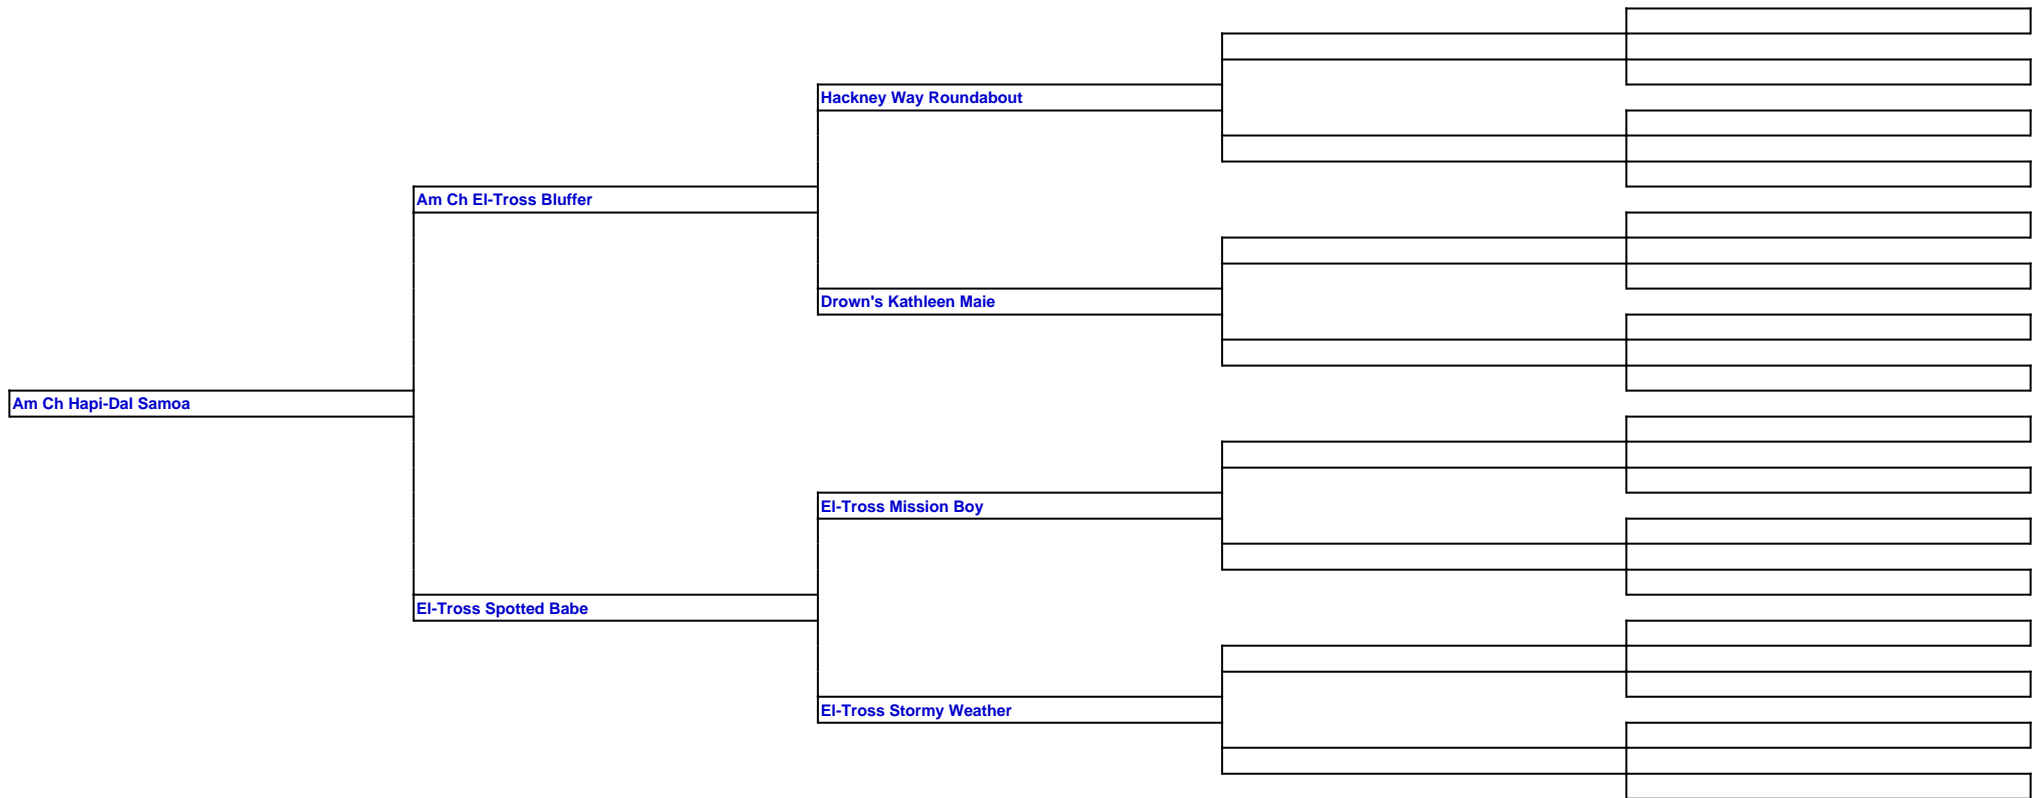 Hackney Way Roundabout
Am Ch El-Tross Bluffer
Drown's Kathleen Maie
Am Ch Hapi-Dal Samoa
El-Tross Mission Boy
El-Tross Spotted Babe
El-Tross Stormy Weather